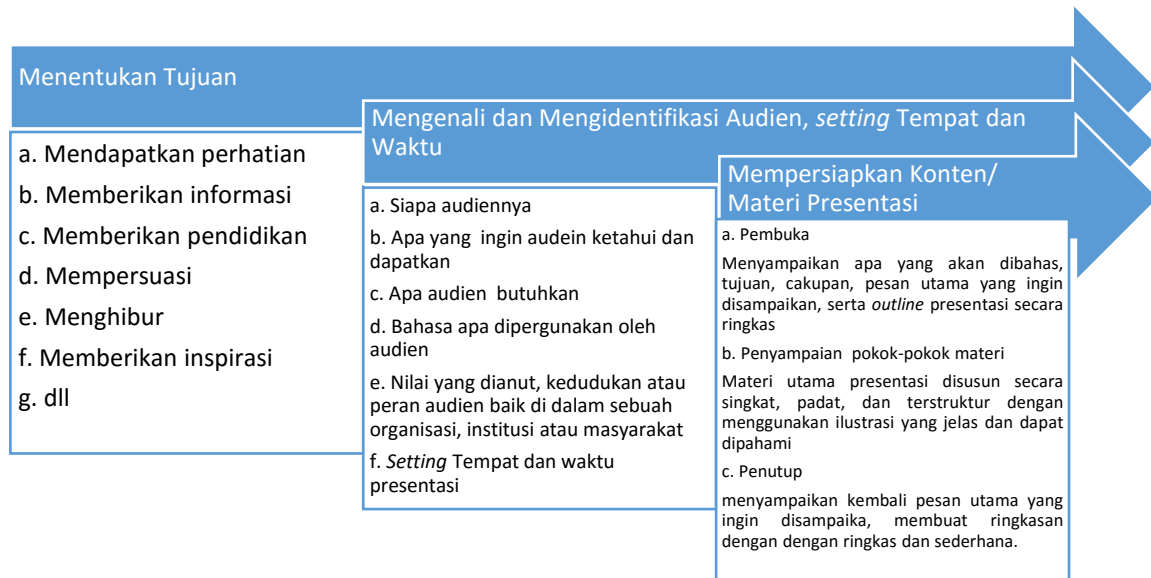 Menentukan Tujuan
a. Mendapatkan perhatian
b. Memberikan informasi
c. Memberikan pendidikan
d. Mempersuasi
e. Menghibur
f. Memberikan inspirasi
g. dll
Mengenali dan Mengidentifikasi Audien, setting Tempat dan
Waktu
a. Siapa audiennya
b. Apa yang ingin audein ketahui dan
dapatkan
c. Apa audien butuhkan
d. Bahasa apa dipergunakan oleh
audien
e. Nilai yang dianut, kedudukan atau
peran audien baik di dalam sebuah
organisasi, institusi atau masyarakat
f. Setting Tempat dan waktu
presentasi
Mempersiapkan Konten/
Materi Presentasi
a. Pembuka
Menyampaikan apa yang akan dibahas,
tujuan, cakupan, pesan utama yang ingin
disampaikan, serta outline presentasi secara
ringkas
b. Penyampaian pokok-pokok materi
Materi utama presentasi disusun secara
singkat, padat, dan terstruktur dengan
menggunakan ilustrasi yang jelas dan dapat
dipahami
c. Penutup
menyampaikan kembali pesan utama yang
ingin disampaika, membuat ringkasan
dengan dengan ringkas dan sederhana.